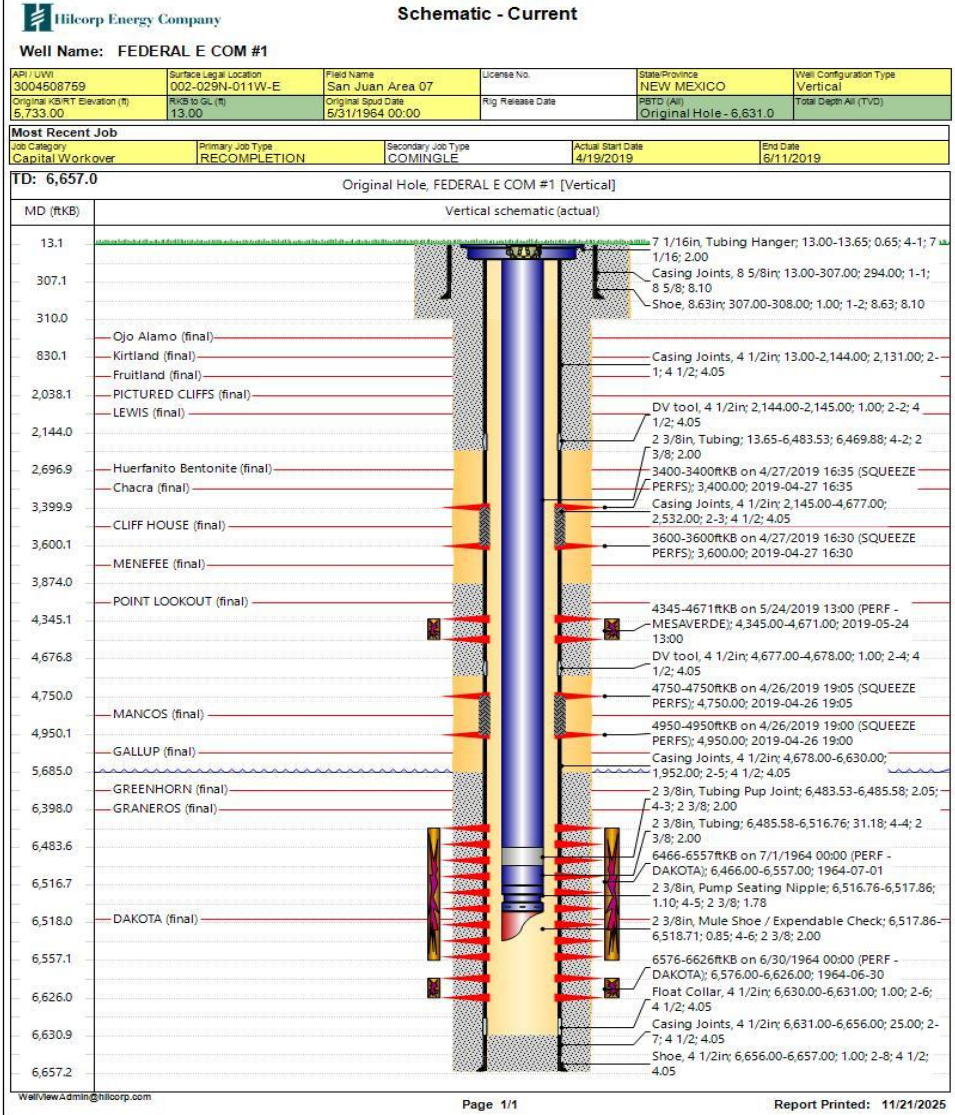 Hilcorp Energy Company
Schematic - Current
Well Name: FEDERAL E COM #1
API / UWI
3004508759
Surface Legal Location
002-029N-011W-E
Field Name
San Juan Area 07
License No.
State/Province
NEW MEXICO
Well Configuration Type
Vertical
Original KB/RT Elevation (ft)
5,733.00
RKB to GL (ft)
13.00
Original Spud Date
5/31/1964 00:00
Rig Release Date
PBTD (All)
Original Hole - 6,631.0
Total Depth All (TVD)
Most Recent Job
Job Category
Capital Workover
Primary Job Type
RECOMPLETION
Secondary Job Type
COMINGLE
Actual Start Date
4/19/2019
End Date
6/11/2019
TD: 6,657.0
Original Hole, FEDERAL E COM #1 [Vertical]
MD (ftKB)
Vertical schematic (actual)
13.1
307.1
310.0
830.1
2,038.1
2,144.0
2,696.9
3,399.9
3,600.1
3,874.0
4,345.1
4,676.8
4,750.0
4,950.1
5,685.0
6,398.0
6,483.6
6,516.7
6,518.0
6,557.1
6,626.0
6,630.9
6,657.2
Ojo Alamo (final)
Kirtland (final)
Fruitland (final)
PICTURED CLIFFS (final)
LEWIS (final)
Huerfanito Bentonite (final)
Chacra (final)
CLIFF HOUSE (final)
MENEFEE (final)
POINT LOOKOUT (final)
MANCOS (final)
GALLUP (final)
GREENHORN (final)
GRANEROS (final)
DAKOTA (final)
7 1/16in, Tubing Hanger; 13.00-13.65; 0.65; 4-1; 7
1/16; 2.00
Casing Joints, 8 5/8in; 13.00-307.00; 294.00; 1-1;
8 5/8; 8.10
Shoe, 8.63in; 307.00-308.00; 1.00; 1-2; 8.63; 8.10
Casing Joints, 4 1/2in; 13.00-2,144.00; 2,131.00; 2-
1; 4 1/2; 4.05
DV tool, 4 1/2in; 2,144.00-2,145.00; 1.00; 2-2; 4
1/2; 4.05
2 3/8in, Tubing; 13.65-6,483.53; 6,469.88; 4-2; 2
3/8; 2.00
3400-3400ftKB on 4/27/2019 16:35 (SQUEEZE
PERFS); 3,400.00; 2019-04-27 16:35
Casing Joints, 4 1/2in; 2,145.00-4,677.00;
2,532.00; 2-3; 4 1/2; 4.05
3600-3600ftKB on 4/27/2019 16:30 (SQUEEZE
PERFS); 3,600.00; 2019-04-27 16:30
4345-4671ftKB on 5/24/2019 13:00 (PERF -
MESAVERDE); 4,345.00-4,671.00; 2019-05-24
13:00
DV tool, 4 1/2in; 4,677.00-4,678.00; 1.00; 2-4; 4
1/2; 4.05
4750-4750ftKB on 4/26/2019 19:05 (SQUEEZE
PERFS); 4,750.00; 2019-04-26 19:05
4950-4950ftKB on 4/26/2019 19:00 (SQUEEZE
PERFS); 4,950.00; 2019-04-26 19:00
Casing Joints, 4 1/2in; 4,678.00-6,630.00;
1,952.00; 2-5; 4 1/2; 4.05
2 3/8in, Tubing Pup Joint; 6,483.53-6,485.58; 2.05;
4-3; 2 3/8; 2.00
2 3/8in, Tubing; 6,485.58-6,516.76; 31.18; 4-4; 2
3/8; 2.00
6466-6557ftKB on 7/1/1964 00:00 (PERF -
DAKOTA); 6,466.00-6,557.00; 1964-07-01
2 3/8in, Pump Seating Nipple; 6,516.76-6,517.86;
1.10; 4-5; 2 3/8; 1.78
2 3/8in, Mule Shoe / Expendable Check; 6,517.86-
6,518.71; 0.85; 4-6; 2 3/8; 2.00
6576-6626ftKB on 6/30/1964 00:00 (PERF -
DAKOTA); 6,576.00-6,626.00; 1964-06-30
Float Collar, 4 1/2in; 6,630.00-6,631.00; 1.00; 2-6;
4 1/2; 4.05
Casing Joints, 4 1/2in; 6,631.00-6,656.00; 25.00; 2-
7; 4 1/2; 4.05
Shoe, 4 1/2in; 6,656.00-6,657.00; 1.00; 2-8; 4 1/2;
4.05
WellViewAdmin@hilcorp.com
Page 1/1
Report Printed: 11/21/2025